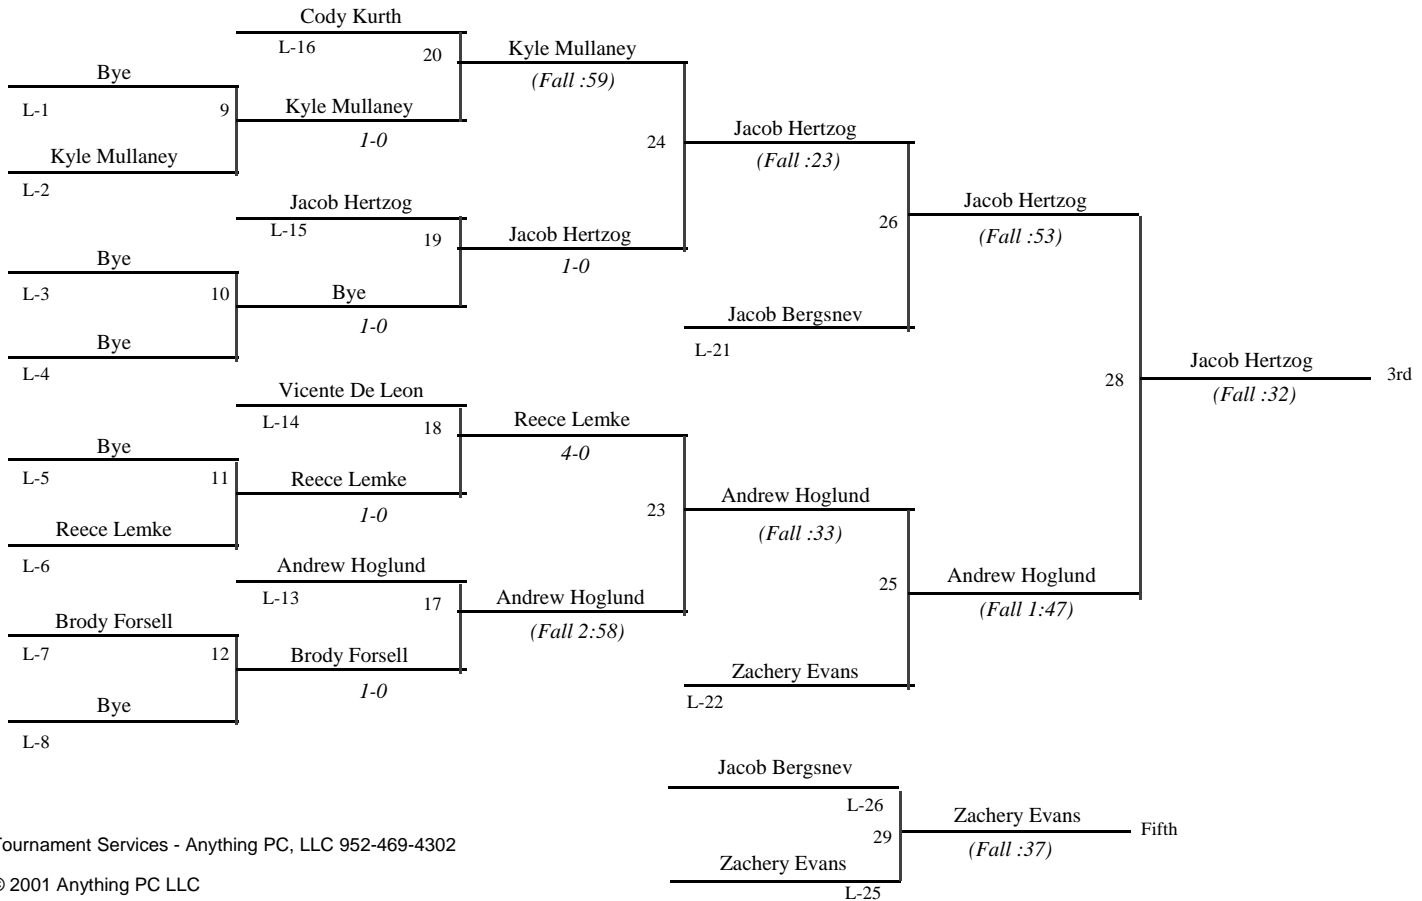 Cody Kurth
L-16
20
Kyle Mullaney
(Fall :59)
Bye
L-1
9
Kyle Mullaney
1-0
Kyle Mullaney
L-2
24
Jacob Hertzog
(Fall :23)
Jacob Hertzog
L-15
19
Jacob Hertzog
1-0
26
Jacob Hertzog
(Fall :53)
Bye
L-3
10
Bye
1-0
Bye
L-4
Jacob Bergsnev
L-21
28
Jacob Hertzog
(Fall :32)
3rd
Vicente De Leon
L-14
18
Reece Lemke
4-0
Bye
L-5
11
Reece Lemke
1-0
Reece Lemke
L-6
23
Andrew Hoglund
(Fall :33)
Andrew Hoglund
L-13
17
Andrew Hoglund
(Fall 2:58)
25
Andrew Hoglund
(Fall 1:47)
Brody Forsell
L-7
12
Brody Forsell
1-0
Bye
L-8
Zachery Evans
L-22
Jacob Bergsnev
L-26
29
Zachery Evans
(Fall :37)
Fifth
Zachery Evans
L-25
Tournament Services - Anything PC, LLC 952-469-4302
© 2001 Anything PC LLC